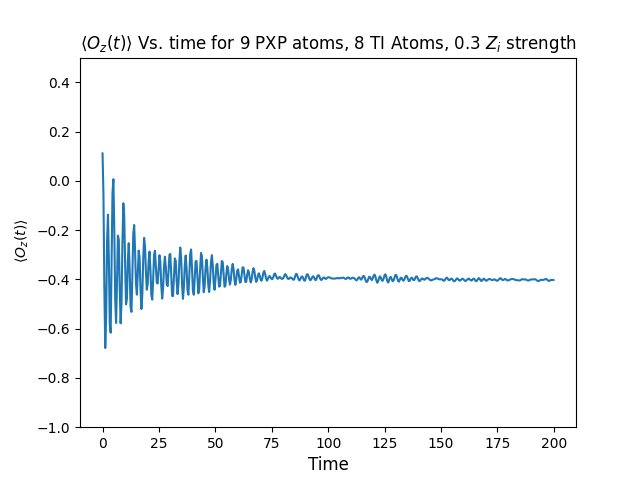 ⟨O_z(t)⟩ Vs. time for 9 PXP atoms, 8 TI Atoms, 0.3 Z_i strength
0.4
0.2
0.0
−0.2
−0.4
−0.6
−0.8
−1.0
⟨O_z(t)⟩
0 25 50 75 100 125 150 175 200
Time